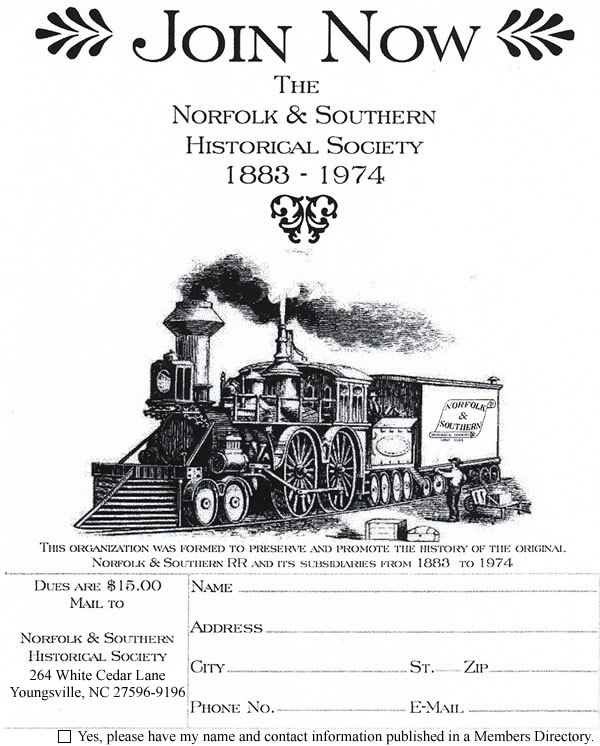 JOIN NOW
THE
NORFOLK & SOUTHERN
HISTORICAL SOCIETY
1883 - 1974
NORFOLK
&
SOUTHERN
THIS ORGANIZATION WAS FORMED TO PRESERVE AND PROMOTE THE HISTORY OF THE ORIGINAL
NORFOLK & SOUTHERN RR AND ITS SUBSIDIARIES FROM 1883 TO 1974
DUES ARE $15.00
MAIL TO
NORFOLK & SOUTHERN
HISTORICAL SOCIETY
264 White Cedar Lane
Youngsville, NC 27596-9196
NAME
ADDRESS
CITY ST. ZIP
PHONE NO. E-MAIL
Yes, please have my name and contact information published in a Members Directory.